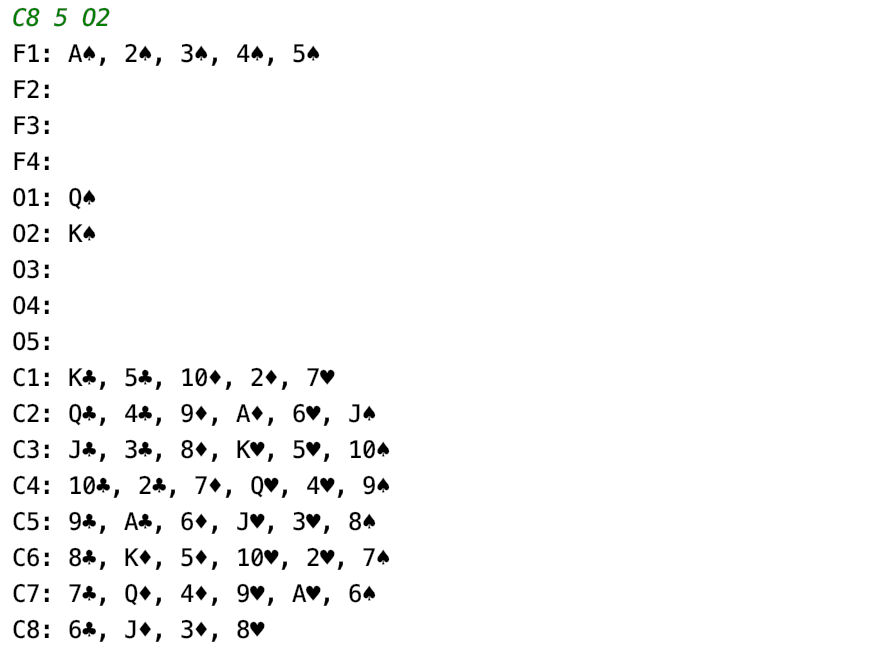 C8 5 O2
F1: A♠, 2♠, 3♠, 4♠, 5♠
F2:
F3:
F4:
O1: Q♠
O2: K♠
O3:
O4:
O5:
C1: K♣, 5♣, 10♦, 2♦, 7♥
C2: Q♣, 4♣, 9♦, A♦, 6♥, J♠
C3: J♣, 3♣, 8♦, K♥, 5♥, 10♠
C4: 10♣, 2♣, 7♦, Q♥, 4♥, 9♠
C5: 9♣, A♣, 6♦, J♥, 3♥, 8♠
C6: 8♣, K♦, 5♦, 10♥, 2♥, 7♠
C7: 7♣, Q♦, 4♦, 9♥, A♥, 6♠
C8: 6♣, J♦, 3♦, 8♥